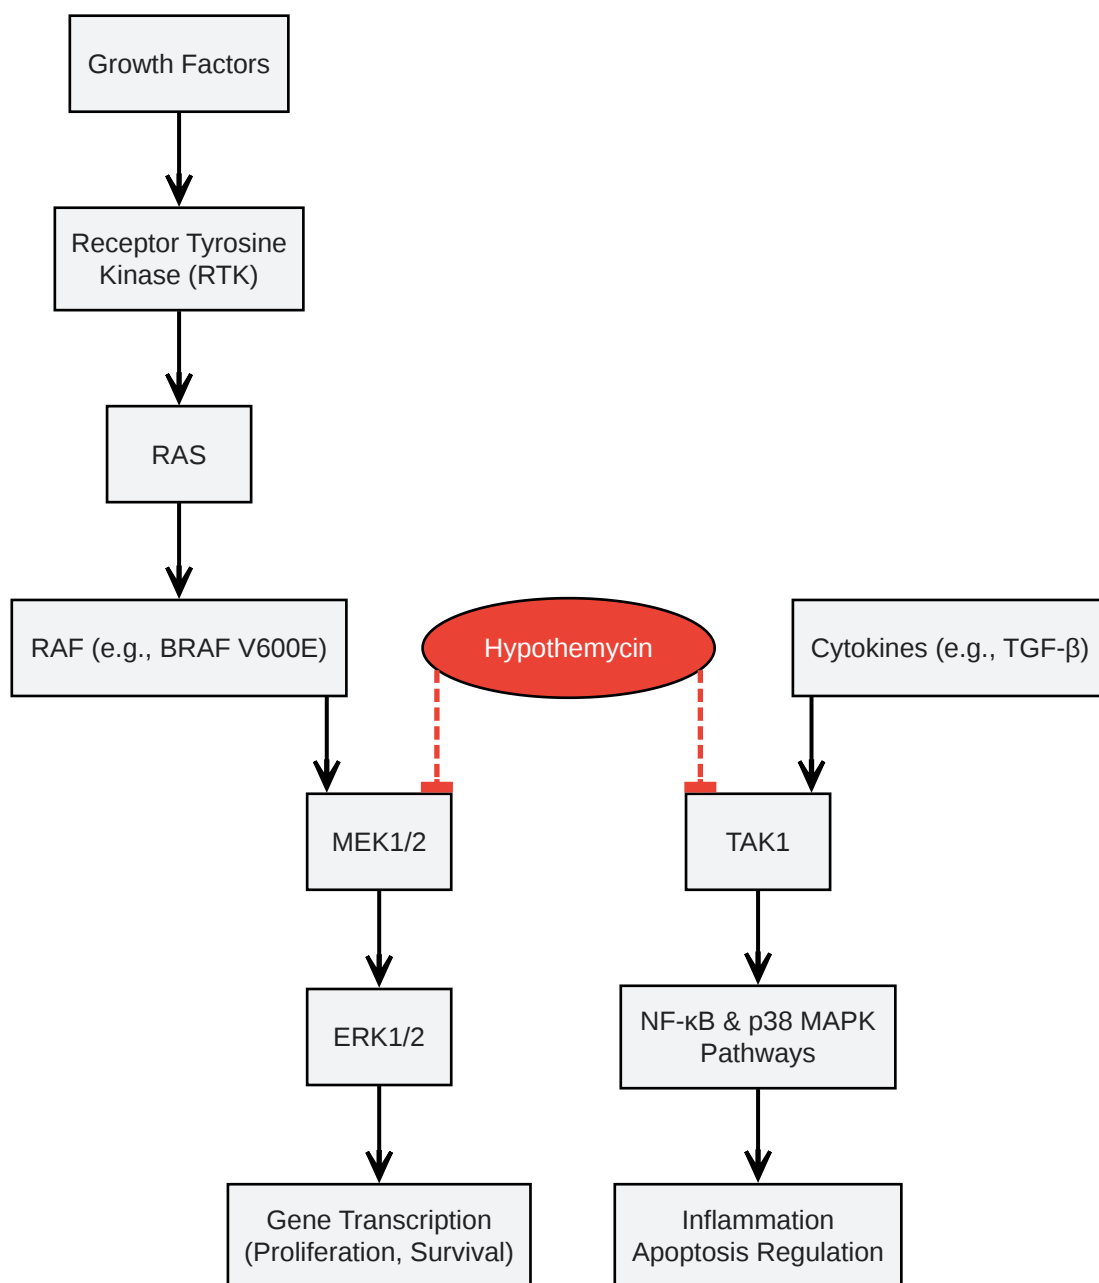 Growth Factors
Receptor Tyrosine
Kinase (RTK)
RAS
RAF (e.g., BRAF V600E)
Hypothemycin
Cytokines (e.g., TGF-β)
MEK1/2
TAK1
ERK1/2
NF-κB & p38 MAPK
Pathways
Gene Transcription
(Proliferation, Survival)
Inflammation
Apoptosis Regulation